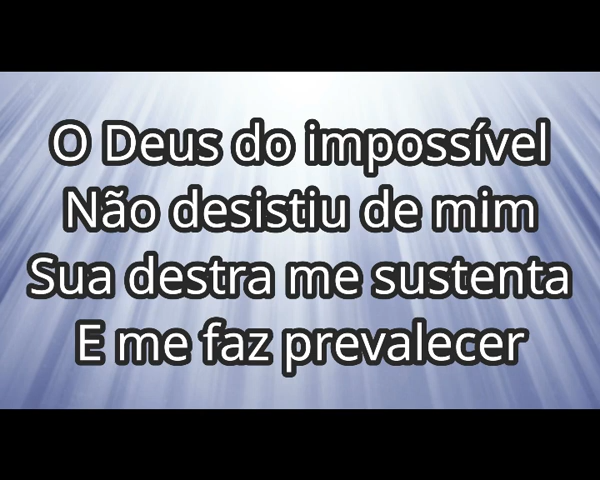 O Deus do impossível
Não desistiu de mim
Sua destra me sustenta
E me faz prevalecer